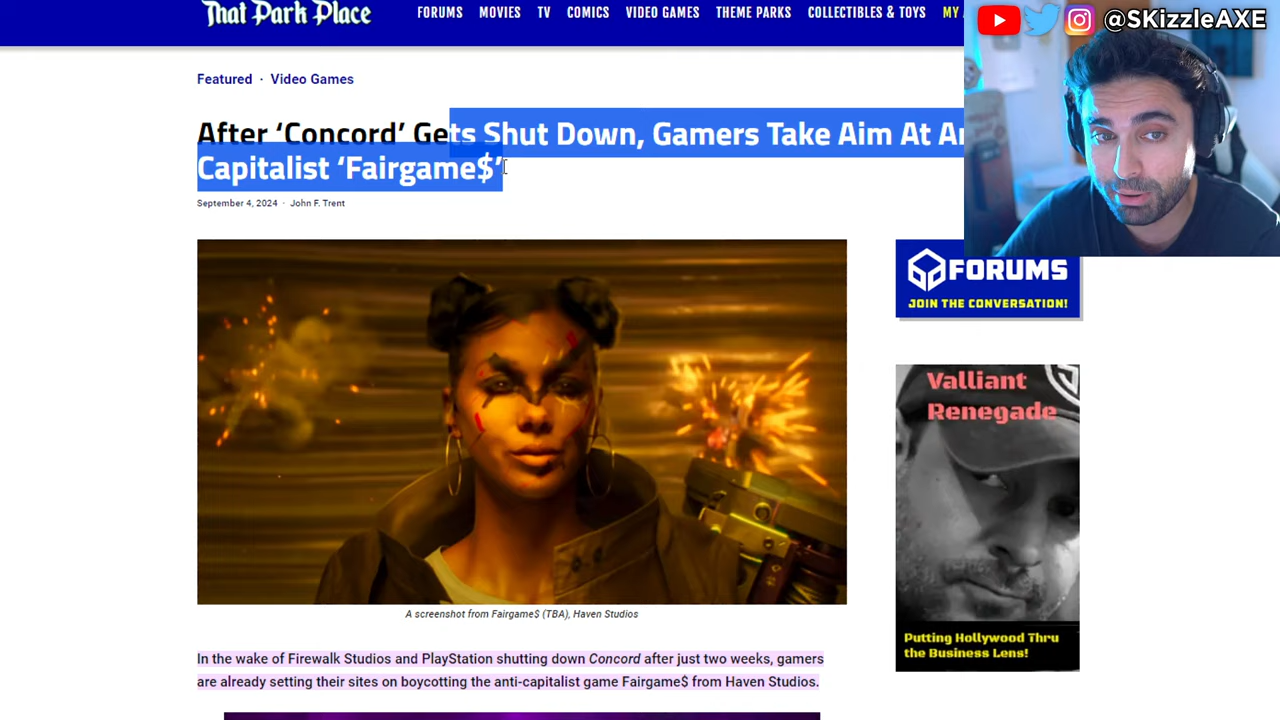 That Park Place
FORUMS MOVIES TV COMICS VIDEO GAMES THEME PARKS COLLECTIBLES & TOYS MY
@SKizzleAXE
Featured · Video Games
After ‘Concord’ Gets Shut Down, Gamers Take Aim At
Capitalist ‘Fairgame$’
September 4, 2024 · John F. Trent
FORUMS
JOIN THE CONVERSATION!
Valliant
Renegade
Putting Hollywood Thru
the Business Lens!
A screenshot from Fairgame$ (TBA), Haven Studios
In the wake of Firewalk Studios and PlayStation shutting down Concord after just two weeks, gamers
are already setting their sites on boycotting the anti-capitalist game Fairgame$ from Haven Studios.